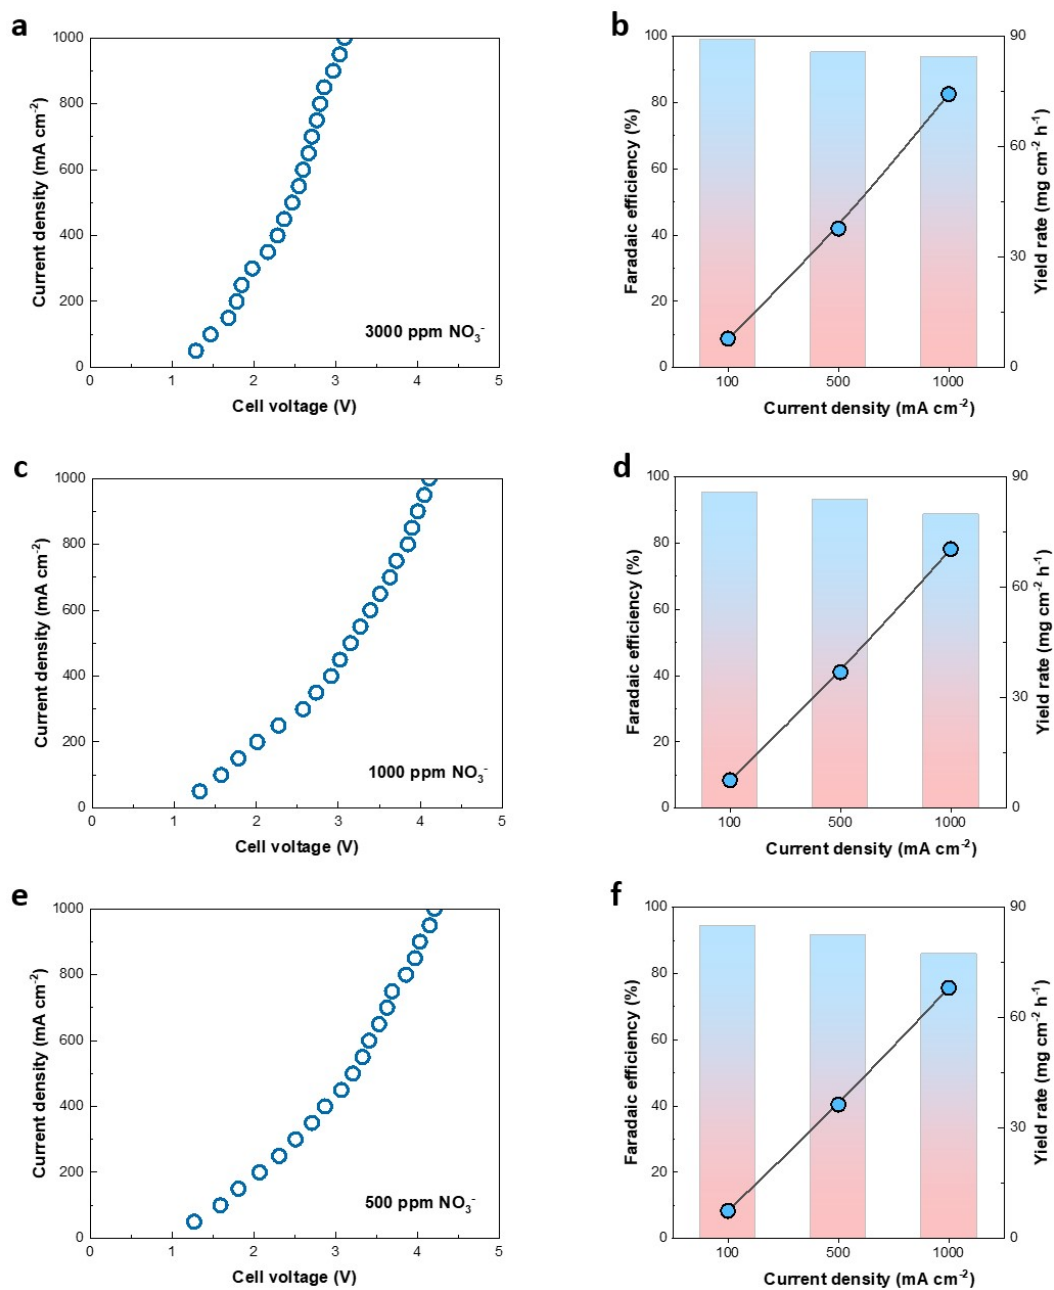 a
1000
800
600
400
200
0
0 1 2 3 4 5
Current density (mA cm⁻²)
Cell voltage (V)
3000 ppm NO₃⁻
b
100
80
60
40
20
0
90
60
30
0
100 500 1000
Faradaic efficiency (%)
Yield rate (mg cm⁻² h⁻¹)
Current density (mA cm⁻²)
c
1000
800
600
400
200
0
0 1 2 3 4 5
Current density (mA cm⁻²)
Cell voltage (V)
1000 ppm NO₃⁻
d
100
80
60
40
20
0
90
60
30
0
100 500 1000
Faradaic efficiency (%)
Yield rate (mg cm⁻² h⁻¹)
Current density (mA cm⁻²)
e
1000
800
600
400
200
0
0 1 2 3 4 5
Current density (mA cm⁻²)
Cell voltage (V)
500 ppm NO₃⁻
f
100
80
60
40
20
0
90
60
30
0
100 500 1000
Faradaic efficiency (%)
Yield rate (mg cm⁻² h⁻¹)
Current density (mA cm⁻²)